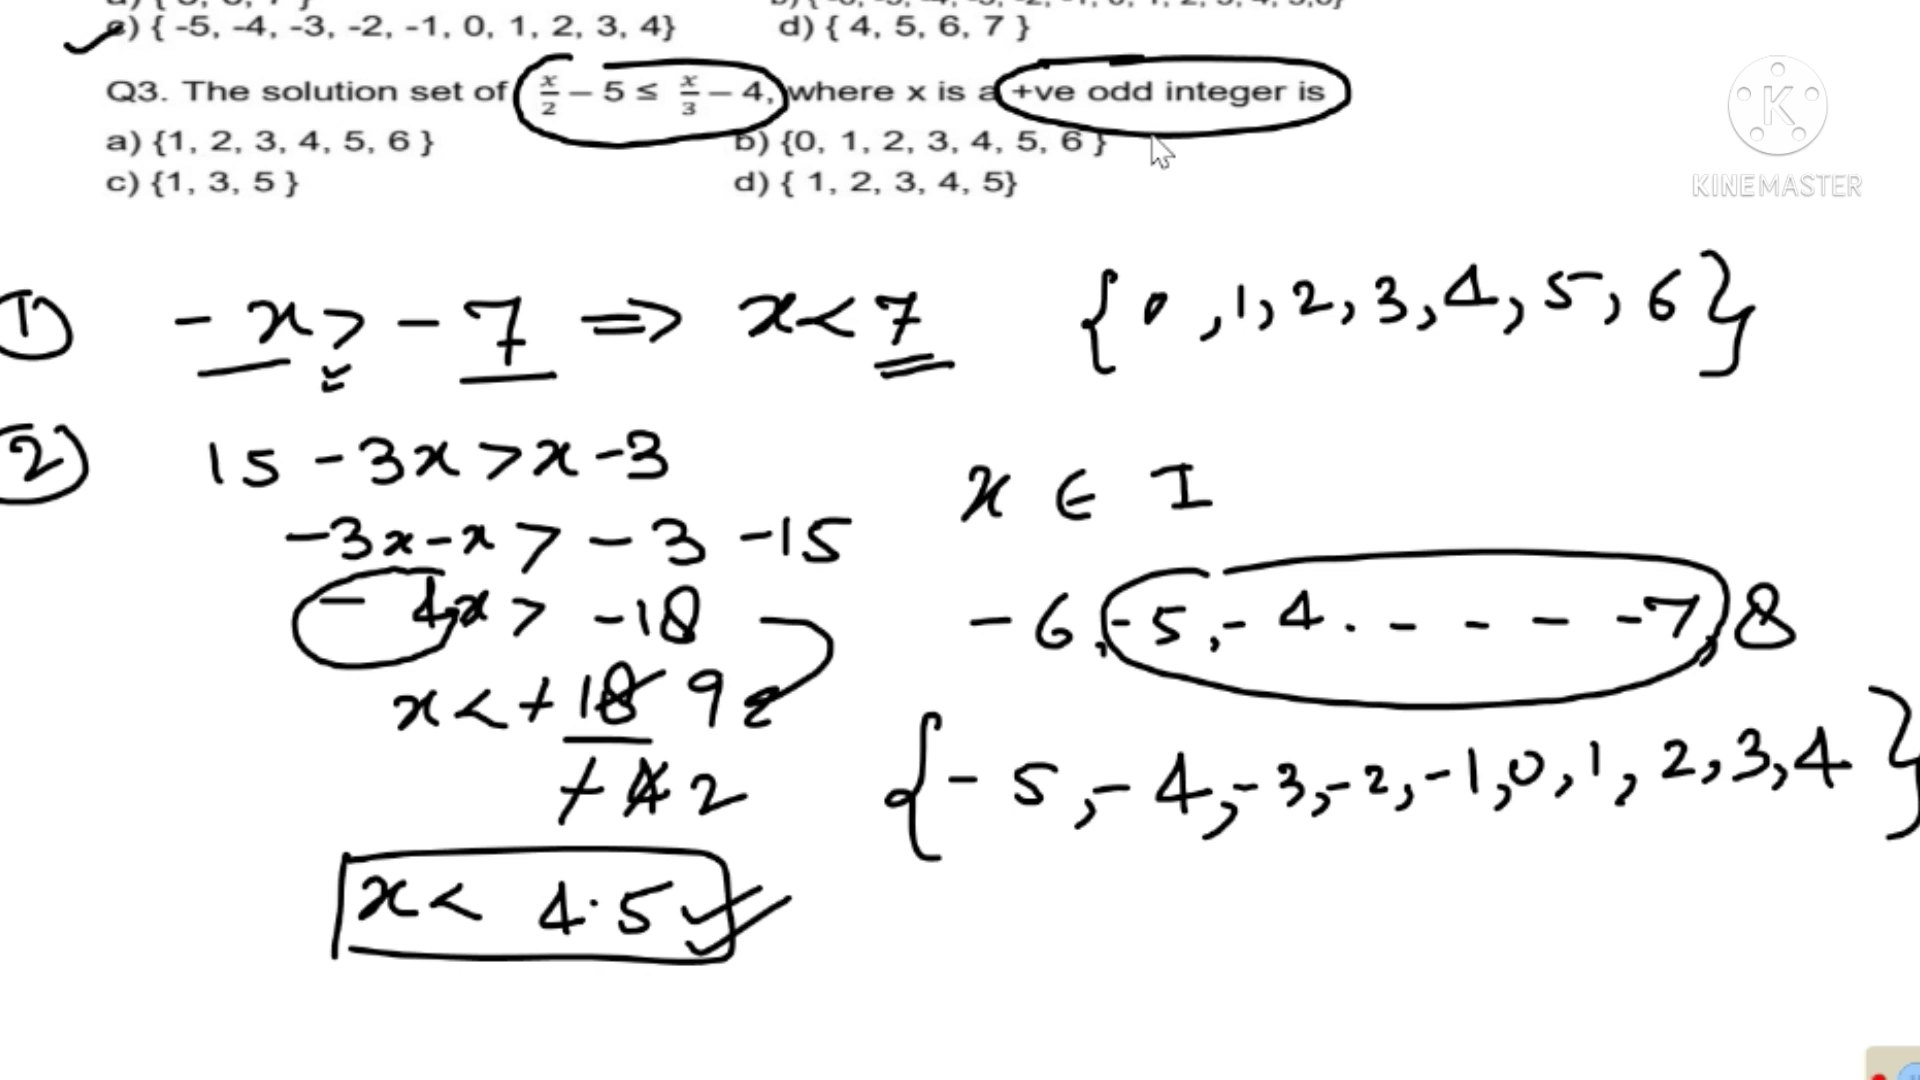 c) { -5, -4, -3, -2, -1, 0, 1, 2, 3, 4}    d) { 4, 5, 6, 7 }
Q3. The solution set of x/2 – 5 ≤ x/3 – 4, where x is a +ve odd integer is
a) {1, 2, 3, 4, 5, 6 }    b) {0, 1, 2, 3, 4, 5, 6 }
c) {1, 3, 5 }    d) { 1, 2, 3, 4, 5}
K
KINEMASTER
① -x > -7 ⇒ x < 7    {0, 1, 2, 3, 4, 5, 6}
② 15 - 3x > x - 3
x ∈ I
-3x - x > -3 - 15
-4x > -18
-6, -5, -4. - - - -7, 8
x < +18 9
+4 2
{-5, -4, -3, -2, -1, 0, 1, 2, 3, 4}
x < 4.5